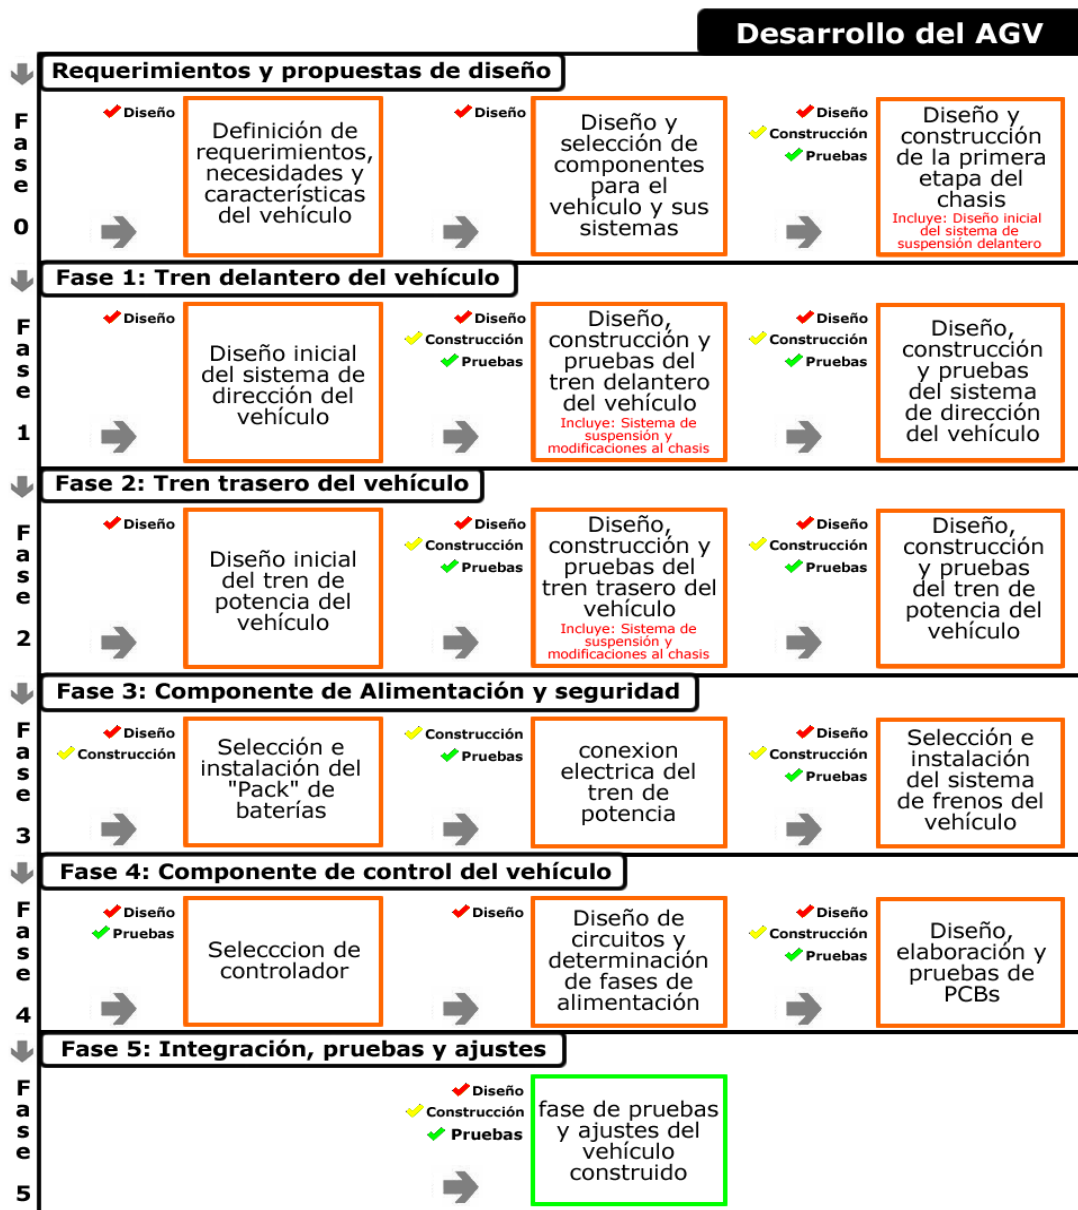 Desarrollo del AGV
Requerimientos y propuestas de diseño
Fase 0
Diseño
Definición de
requerimientos,
necesidades y
características
del vehículo
Diseño
Diseño y
selección de
componentes
para el
vehículo y sus
sistemas
Diseño
Construcción
Pruebas
Diseño y
construcción
de la primera
etapa del
chasis
Incluye: Diseño inicial
del sistema de
suspensión delantero
Fase 1: Tren delantero del vehículo
Fase 1
Diseño
Diseño inicial
del sistema de
dirección del
vehículo
Diseño
Construcción
Pruebas
Diseño,
construcción y
pruebas del
tren delantero
del vehículo
Incluye: Sistema de
suspensión y
modificaciones al chasis
Diseño
Construcción
Pruebas
Diseño,
construcción
y pruebas
del sistema
de dirección
del vehículo
Fase 2: Tren trasero del vehículo
Fase 2
Diseño
Diseño inicial
del tren de
potencia del
vehículo
Diseño
Construcción
Pruebas
Diseño,
construcción y
pruebas del
tren trasero del
vehículo
Incluye: Sistema de
suspensión y
modificaciones al chasis
Diseño
Construcción
Pruebas
Diseño,
construcción
y pruebas
del tren de
potencia del
vehículo
Fase 3: Componente de Alimentación y seguridad
Fase 3
Diseño
Construcción
Selección e
instalación del
"Pack" de
baterías
Construcción
Pruebas
conexion
electrica del
tren de
potencia
Diseño
Construcción
Pruebas
Selección e
instalación
del sistema
de frenos del
vehículo
Fase 4: Componente de control del vehículo
Fase 4
Diseño
Pruebas
Selecccion de
controlador
Diseño
Diseño de
circuitos y
determinación
de fases de
alimentación
Diseño
Construcción
Pruebas
Diseño,
elaboración y
pruebas de
PCBs
Fase 5: Integración, pruebas y ajustes
Fase 5
Diseño
Construcción
Pruebas
fase de pruebas
y ajustes del
vehículo
construido